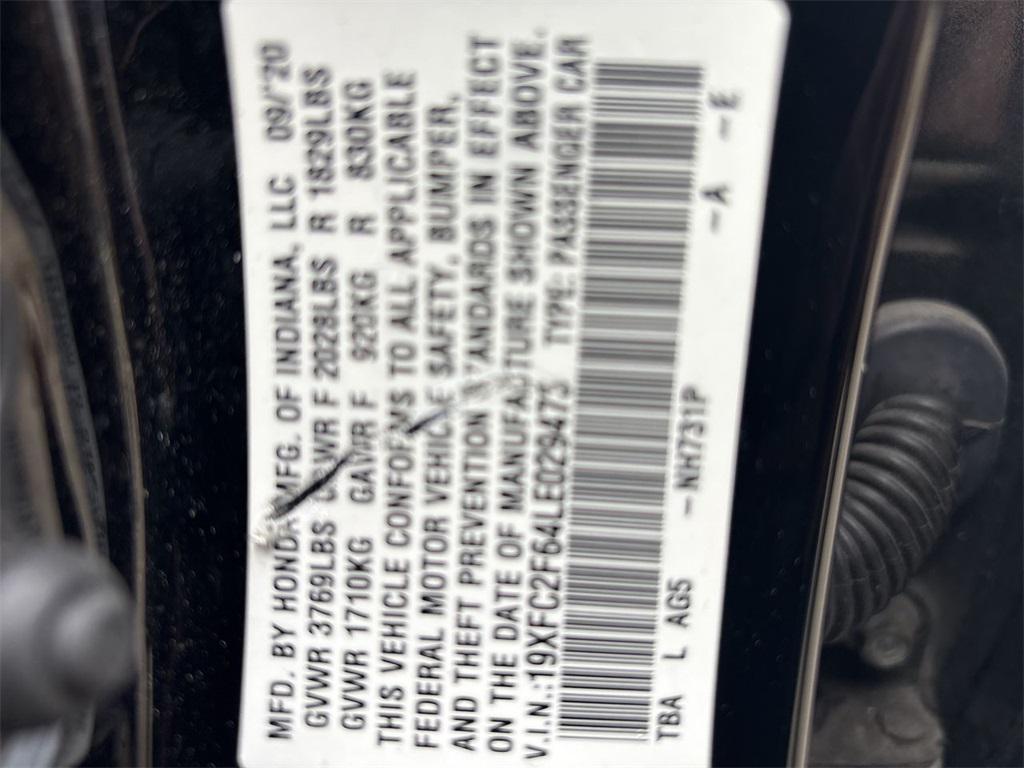 MFD. BY HONDA MFG. OF INDIANA, LLC 09/'20
GVWR 3769LBS GAWR F 2028LBS R 1829LBS
GVWR 1710KG GAWR F 920KG R 830KG
THIS VEHICLE CONFORMS TO ALL APPLICABLE
FEDERAL MOTOR VEHICLE SAFETY, BUMPER,
AND THEFT PREVENTION STANDARDS IN EFFECT
ON THE DATE OF MANUFACTURE SHOWN ABOVE.
V.I.N.:19XFC2F64LE029473 TYPE: PASSENGER CAR
TBA L AGS -NH731P -A -E